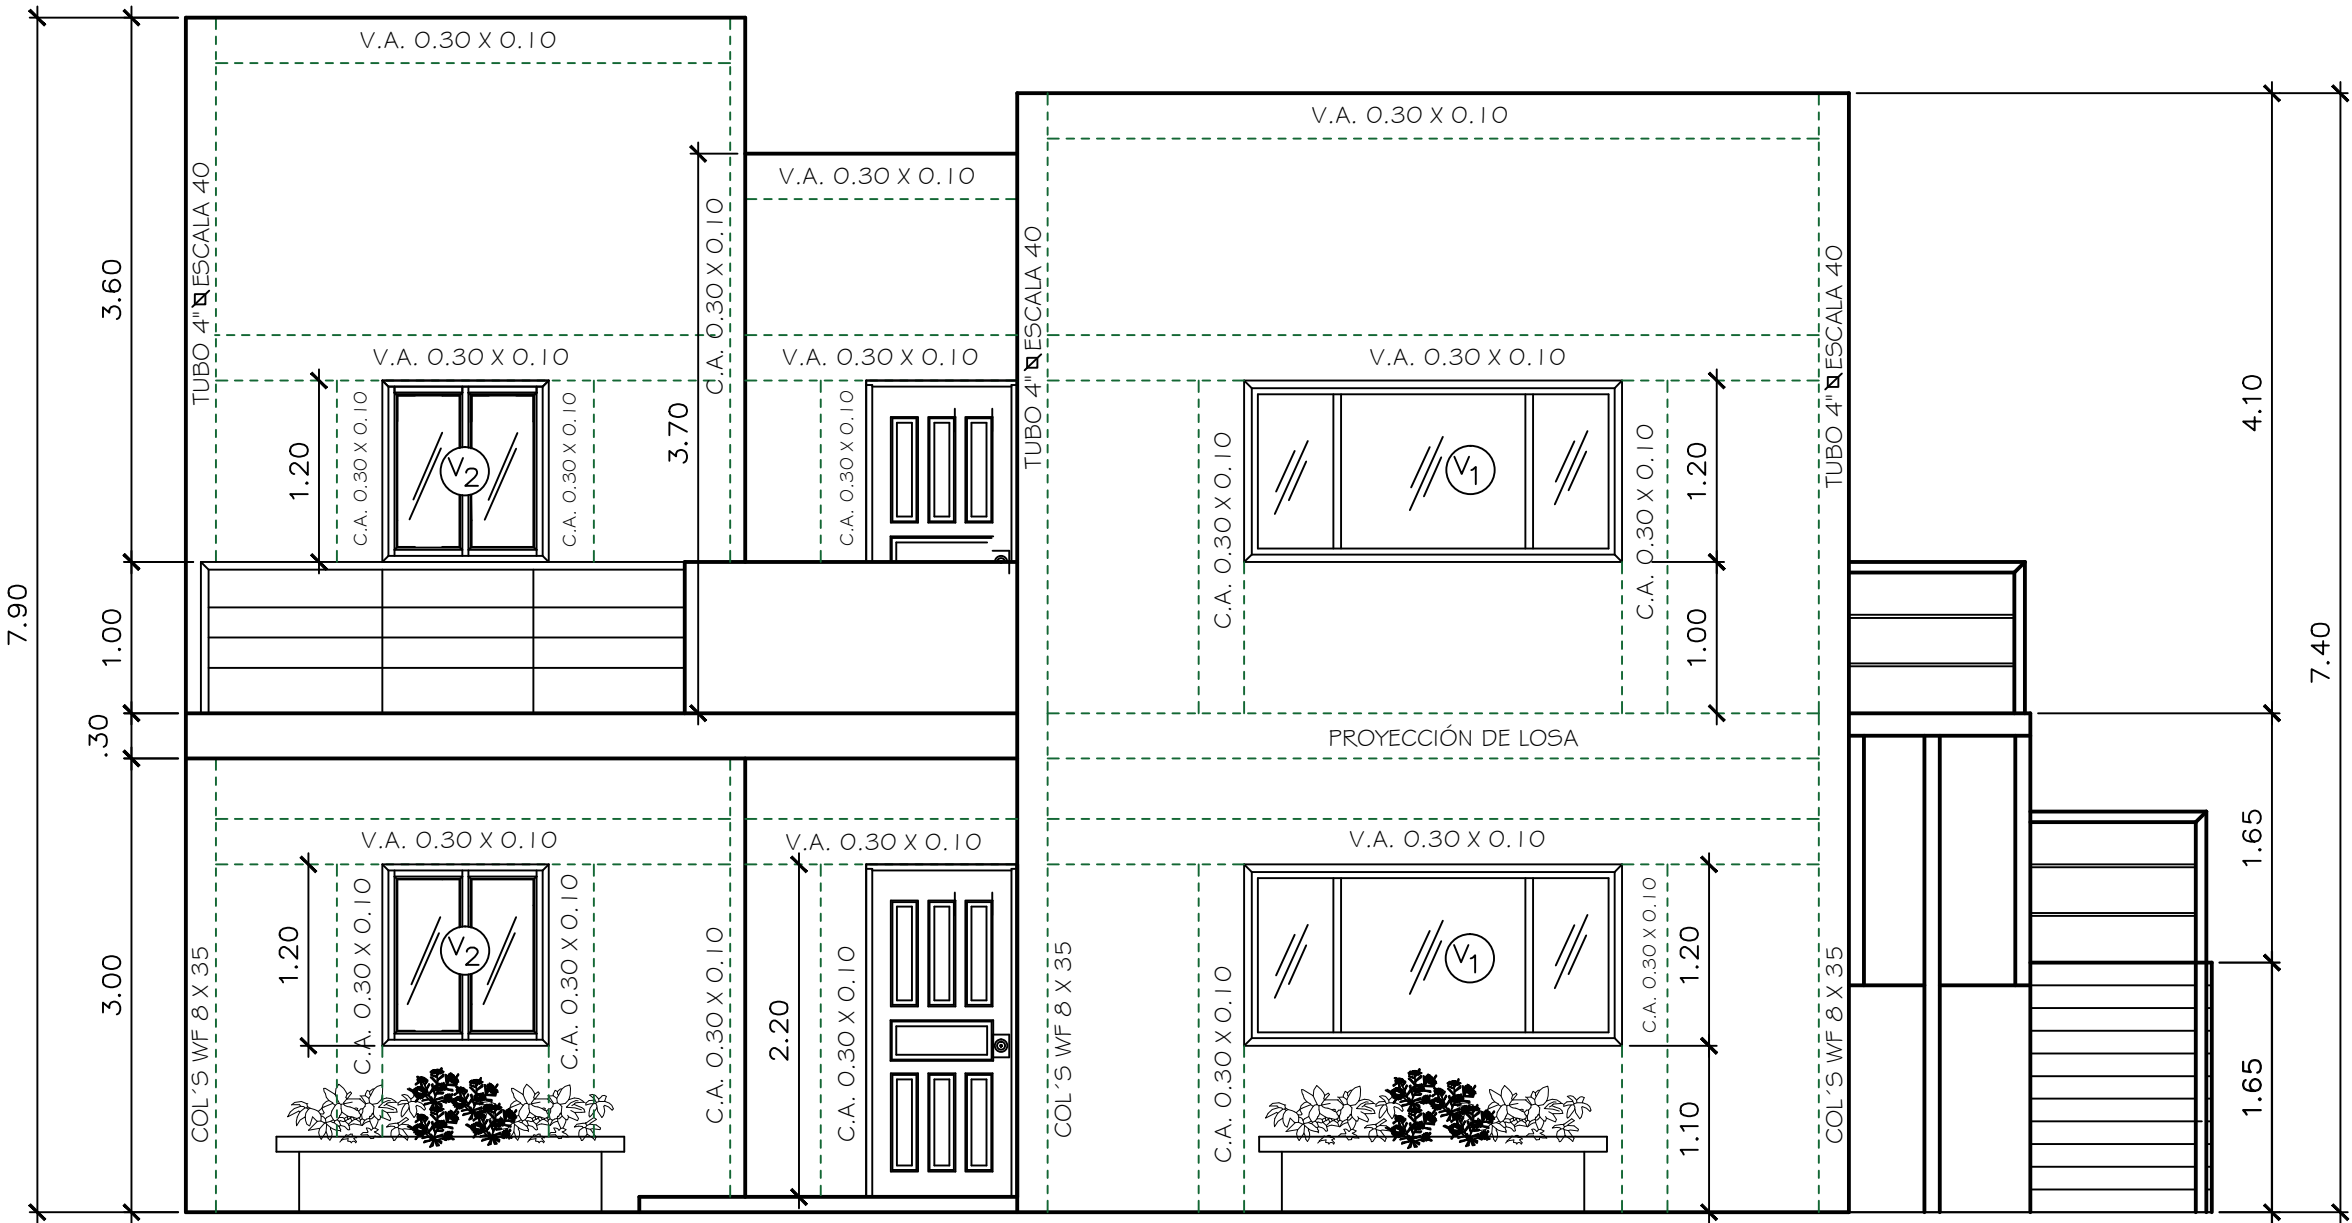 V.A. 0.30 X 0.10
V.A. 0.30 X 0.10
V.A. 0.30 X 0.10
TUBO 4" ESCALA 40
C.A. 0.30 X 0.10
TUBO 4" ESCALA 40
TUBO 4" ESCALA 40
3.60
V.A. 0.30 X 0.10
V.A. 0.30 X 0.10
V.A. 0.30 X 0.10
1.20
C.A. 0.30 X 0.10
V2
C.A. 0.30 X 0.10
3.70
C.A. 0.30 X 0.10
C.A. 0.30 X 0.10
V1
C.A. 0.30 X 0.10
1.20
4.10
7.90
1.00
1.00
7.40
.30
PROYECCIÓN DE LOSA
V.A. 0.30 X 0.10
V.A. 0.30 X 0.10
V.A. 0.30 X 0.10
1.65
3.00
COL´S WF 8 X 35
1.20
C.A. 0.30 X 0.10
V2
C.A. 0.30 X 0.10
C.A. 0.30 X 0.10
2.20
C.A. 0.30 X 0.10
COL´S WF 8 X 35
C.A. 0.30 X 0.10
V1
C.A. 0.30 X 0.10
1.20
1.10
COL´S WF 8 X 35
1.65